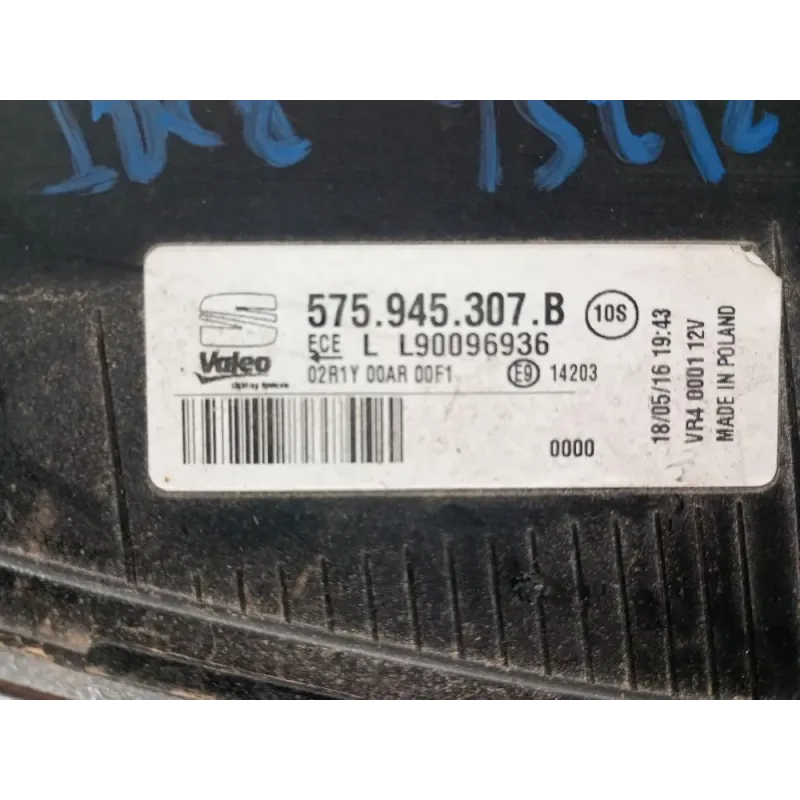 575.945.307.B
10S
Valeo
ECE L L90096936
02R1Y 00AR 00F1 E9 14203
0000
18/05/16 19:43
VR4 0001 12V
MADE IN POLAND